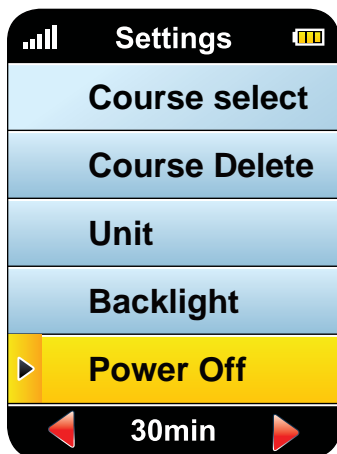 Settings
Course select
Course Delete
Unit
Backlight
Power Off
30min